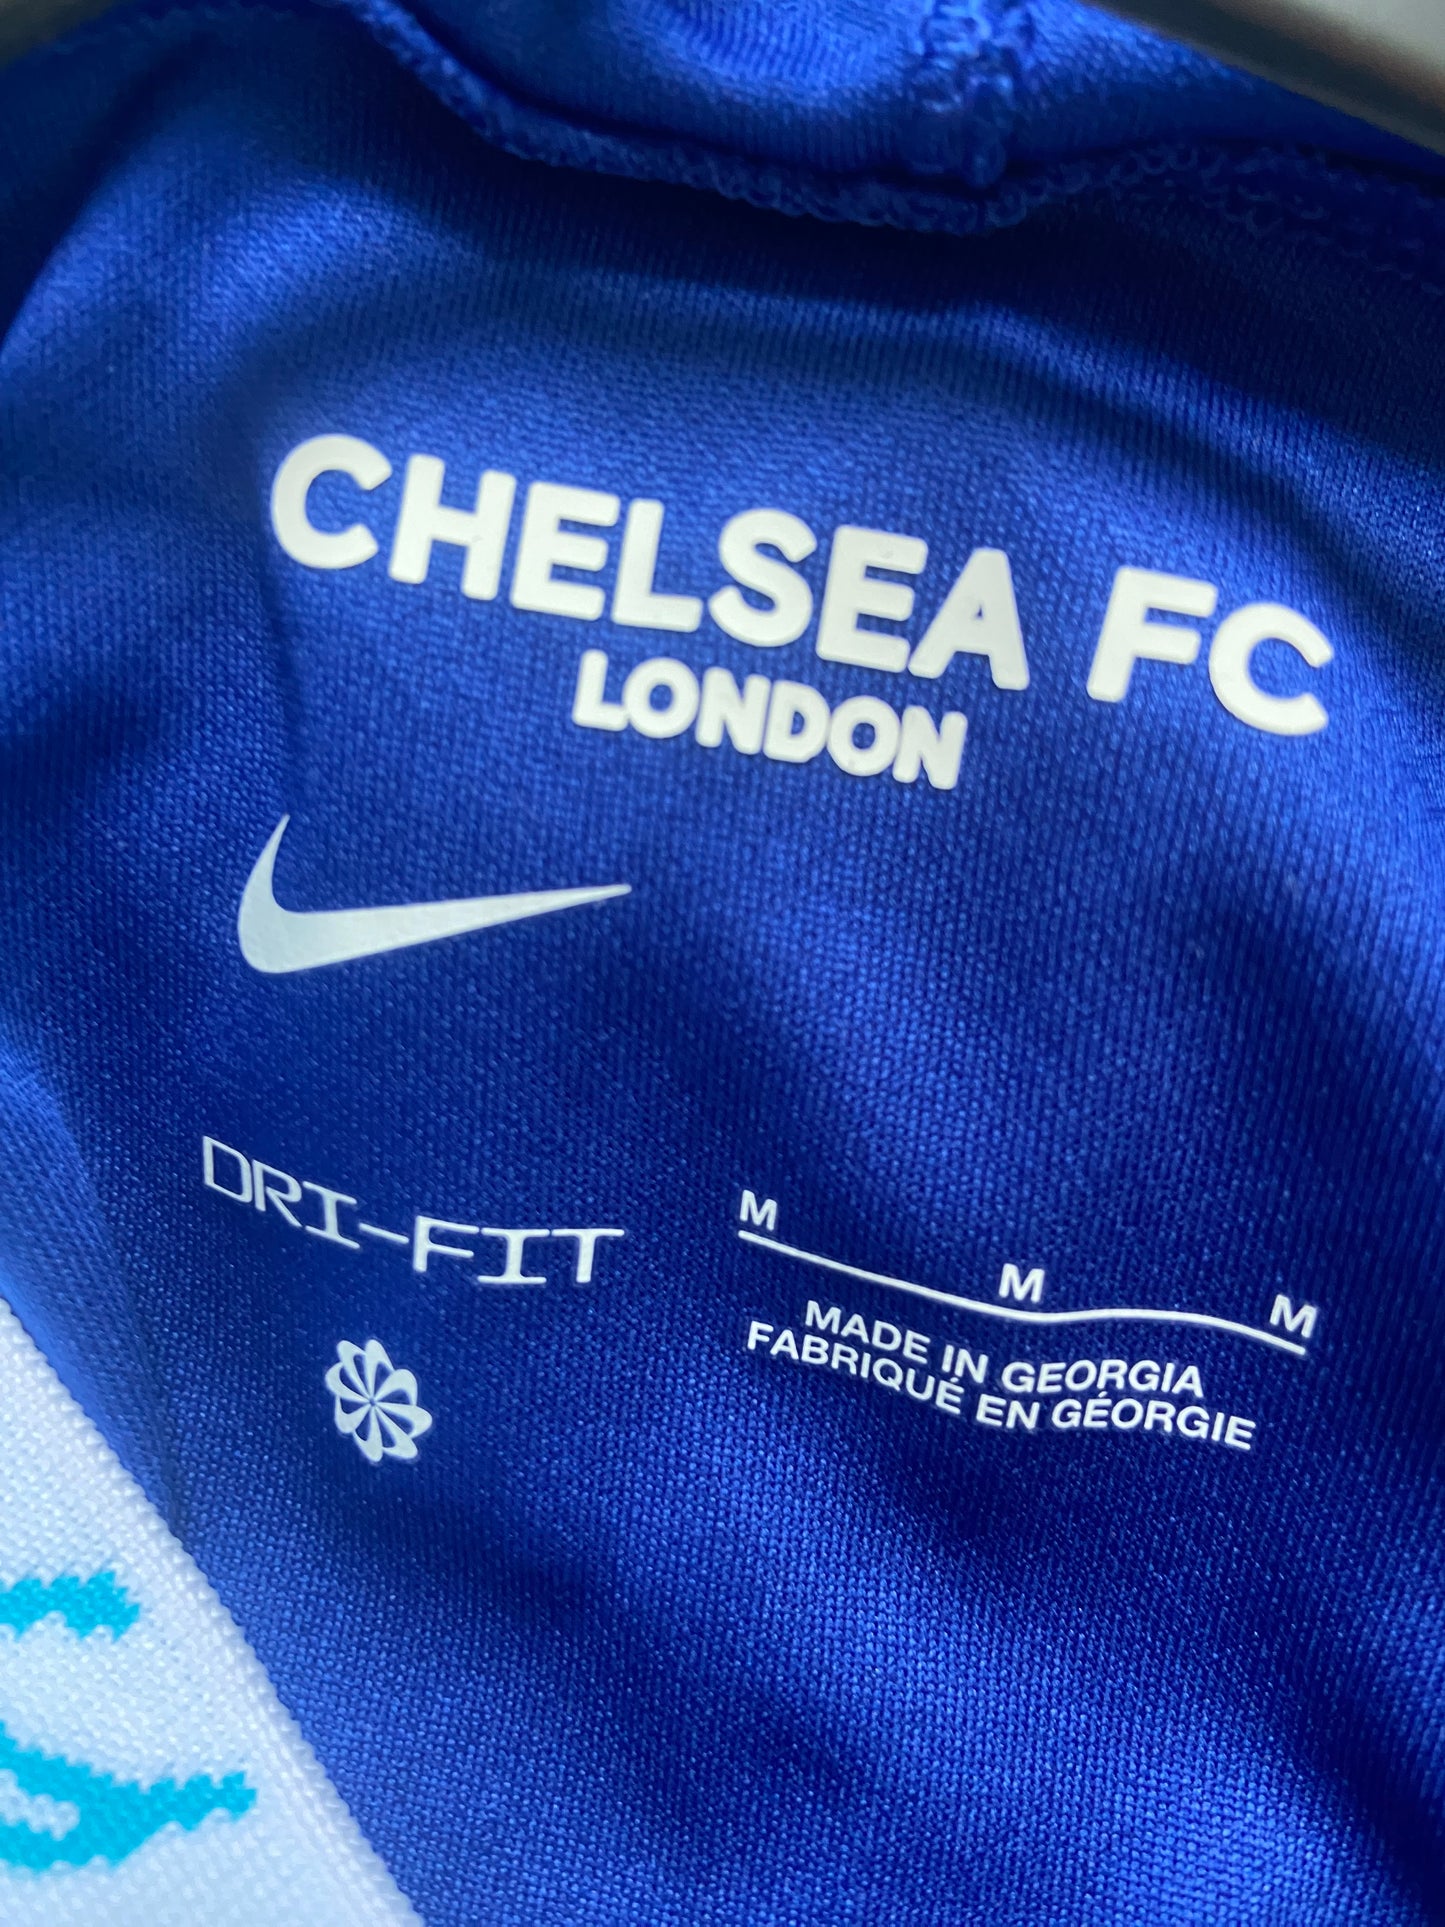 CHELSEA FC
LONDON
DRI-FIT
M M M
MADE IN GEORGIA
FABRIQUÉ EN GÉORGIE